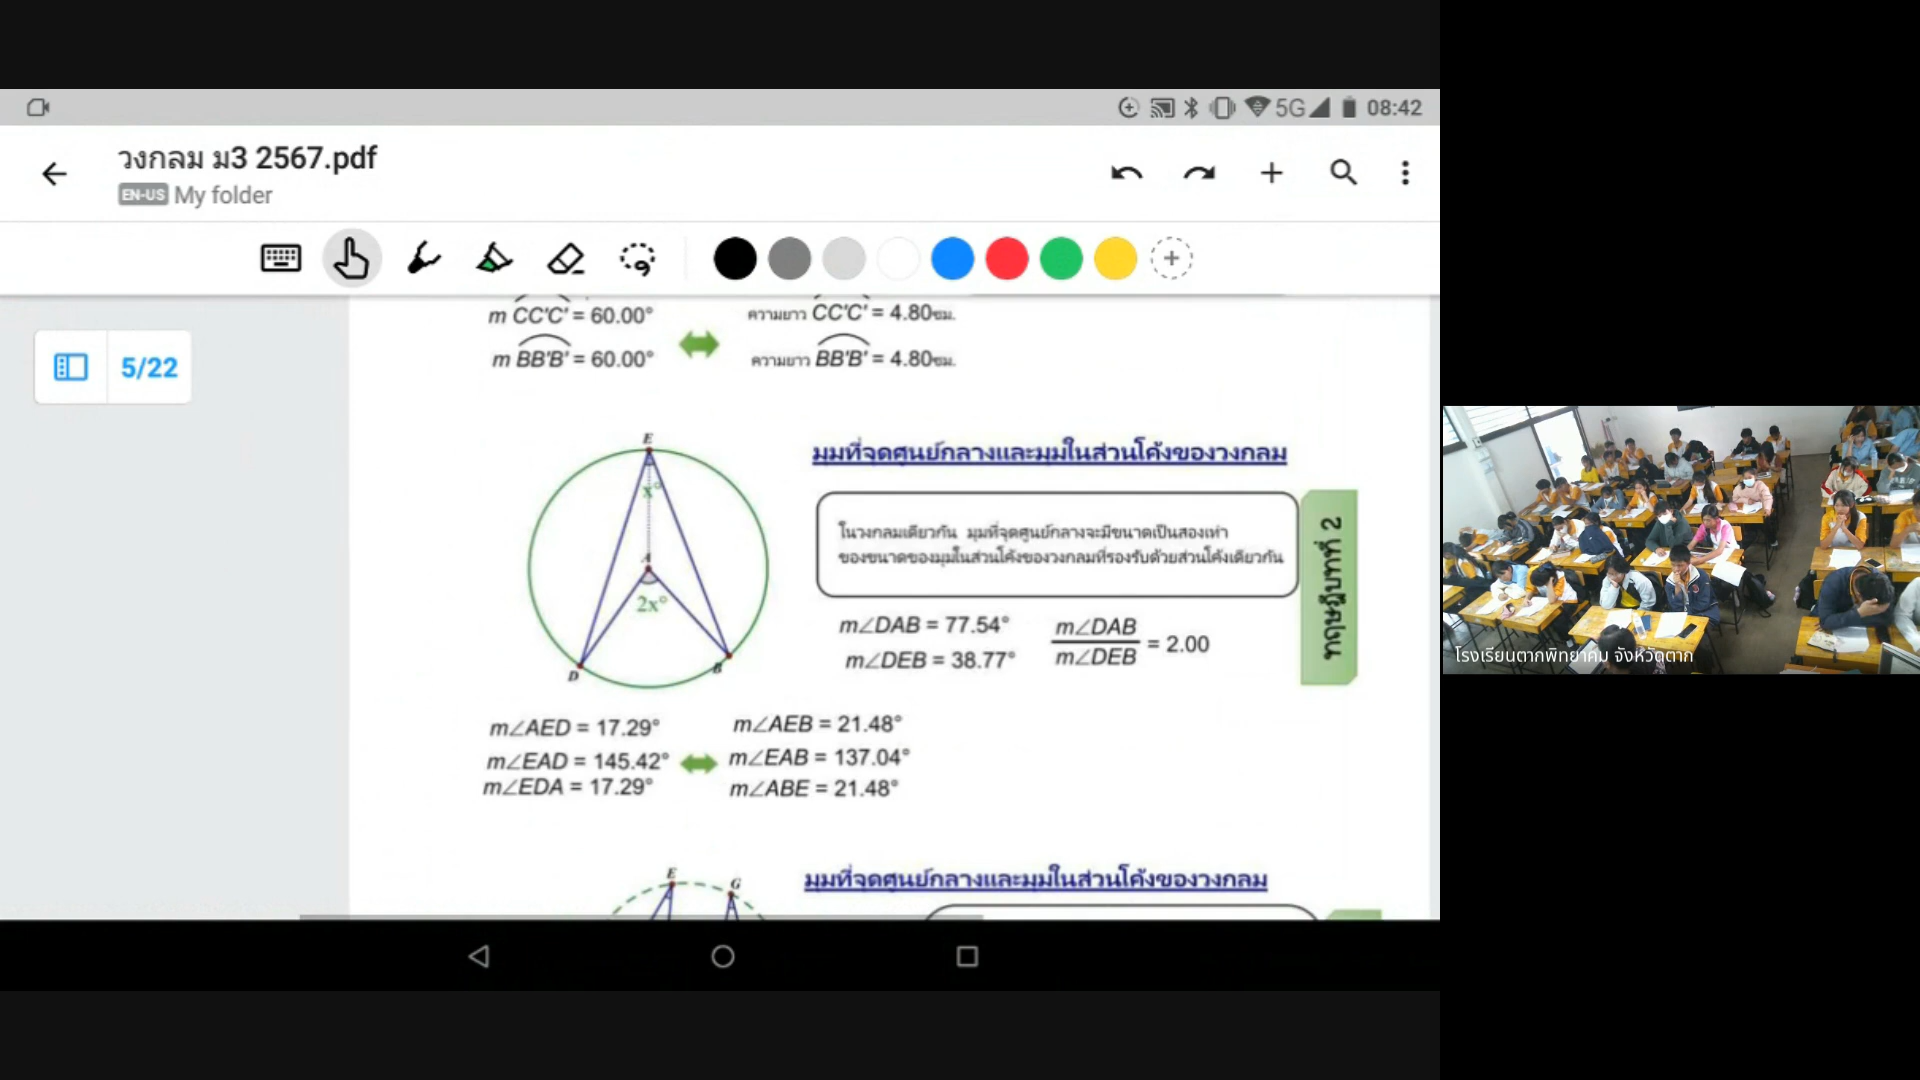 08:42
5G
วงกลม ม3 2567.pdf
EN-US My folder
5/22
m CC'C' = 60.00° ความยาว CC'C' = 4.80ซม.
m BB'B' = 60.00° ความยาว BB'B' = 4.80ซม.
E
x°
A
2x°
D
B
มุมที่จุดศูนย์กลางและมุมในส่วนโค้งของวงกลม
ในวงกลมเดียวกัน มุมที่จุดศูนย์กลางจะมีขนาดเป็นสองเท่า
ของขนาดของมุมในส่วนโค้งของวงกลมที่รองรับด้วยส่วนโค้งเดียวกัน
ทฤษฎีบทที่ 2
m∠DAB = 77.54°
m∠DEB = 38.77°
m∠DAB
m∠DEB
= 2.00
m∠AED = 17.29° m∠AEB = 21.48°
m∠EAD = 145.42° m∠EAB = 137.04°
m∠EDA = 17.29° m∠ABE = 21.48°
E
G
มุมที่จุดศูนย์กลางและมุมในส่วนโค้งของวงกลม
โรงเรียนตากพิทยาคม จังหวัดตาก